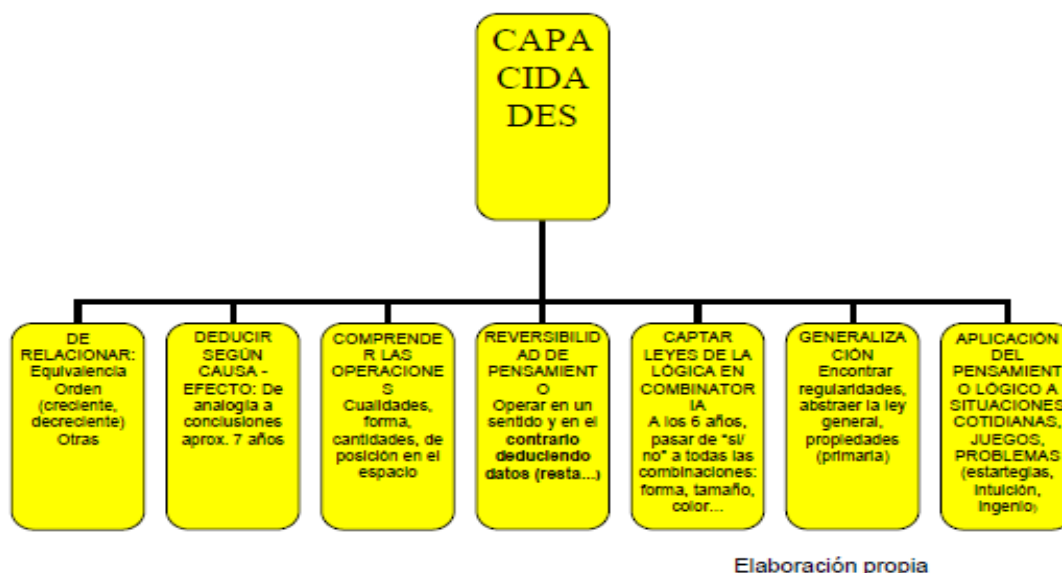 CAPA
CIDA
DES
DE
RELACIONAR:
Equivalencia
Orden
(creciente,
decreciente)
Otras
DEDUCIR
SEGÚN
CAUSA -
EFECTO: De
analogía a
conclusiones
aprox. 7 años
COMPRENDE
R LAS
OPERACIONE
S
Cualidades,
forma,
cantidades, de
posición en el
espacio
REVERSIBILID
AD DE
PENSAMIENT
O
Operar en un
sentido y en el
contrario
deduciendo
datos (resta...)
CAPTAR
LEYES DE LA
LÓGICA EN
COMBINATOR
IA
A los 6 años,
pasar de "si/
no" a todas las
combinaciones:
forma, tamaño,
color...
GENERALIZA
CIÓN
Encontrar
regularidades,
abstraer la ley
general,
propiedades
(primaria)
APLICACIÓN
DEL
PENSAMIENT
O LÓGICO A
SITUACIONES
COTIDIANAS,
JUEGOS,
PROBLEMAS
(estartegias,
intuición,
ingenio)
Elaboración propia